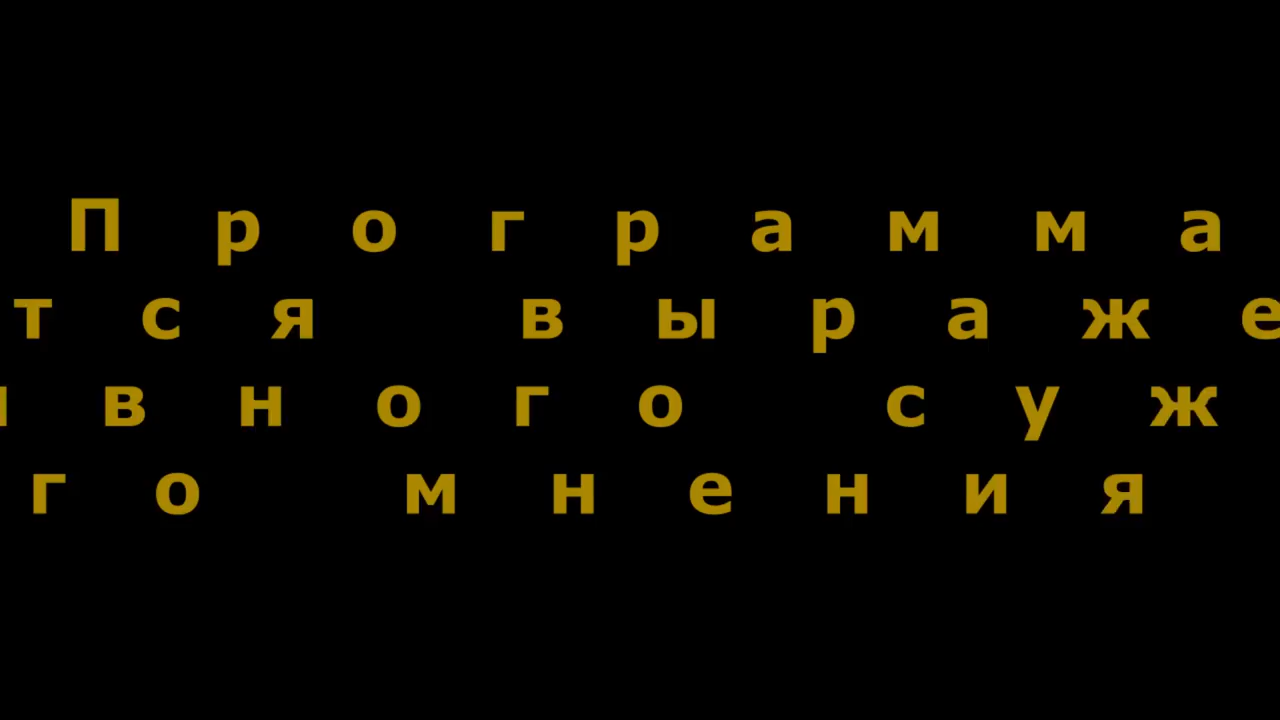 Программа
тся выраже
вного суж
го мнения